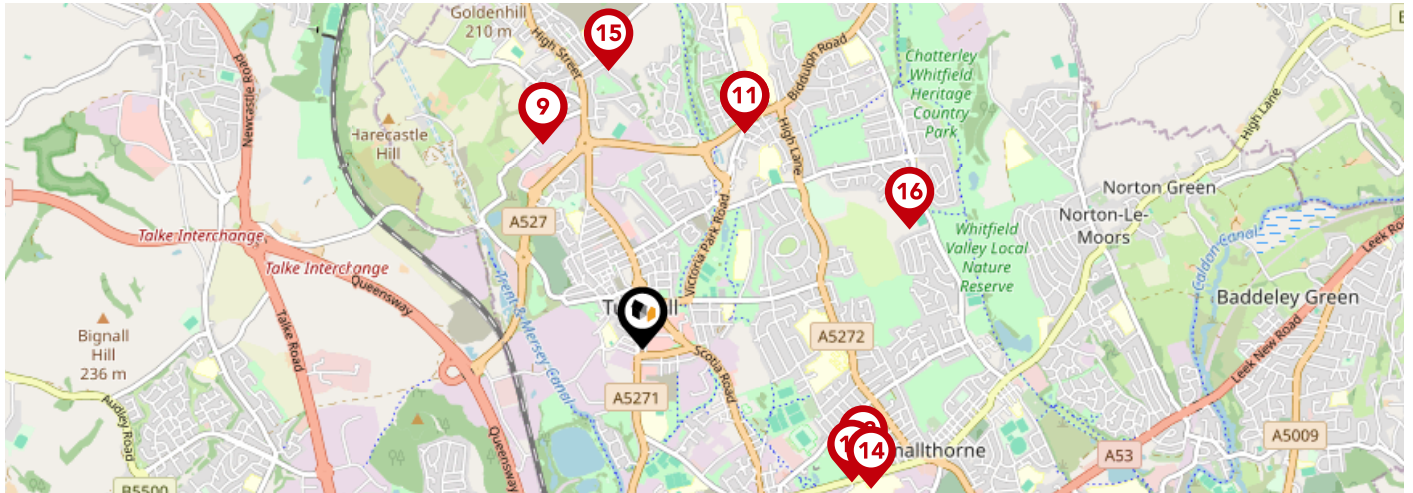 Goldenhill
210 m
High Street
15
Newcastle Road
9
11
Biddulph Road
Chatterley
Whitfield
Heritage
Country
Park
High Lane
Harecastle
Hill
High Lane
16
Norton Green
A527
Talke Interchange
Talke Interchange
Victoria Park Road
Norton-Le-
Moors
Whitfield
Valley Local
Nature
Reserve
Caldon Canal
Leek
Queensway
Trent & Mersey Canal
Baddeley Green
Bignall
Hill
236 m
Talke Road
A5272
Scotia Road
Leek New Road
A5271
Audley Road
Queensway
14
A53
A5009
B5500